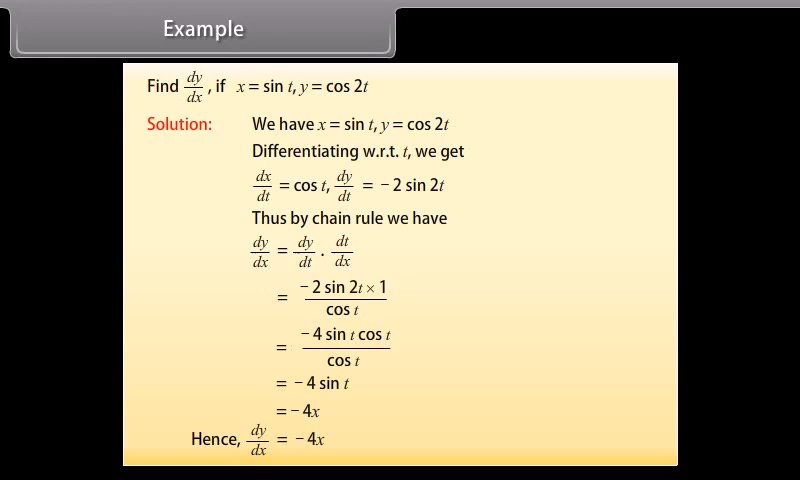 Example
Find dy/dx, if x = sin t, y = cos 2t
Solution: We have x = sin t, y = cos 2t
Differentiating w.r.t. t, we get
dx/dt = cos t, dy/dt = − 2 sin 2t
Thus by chain rule we have
dy/dx = dy/dt . dt/dx
= − 2 sin 2t × 1 / cos t
= − 4 sin t cos t / cos t
= − 4 sin t
= − 4x
Hence, dy/dx = − 4x